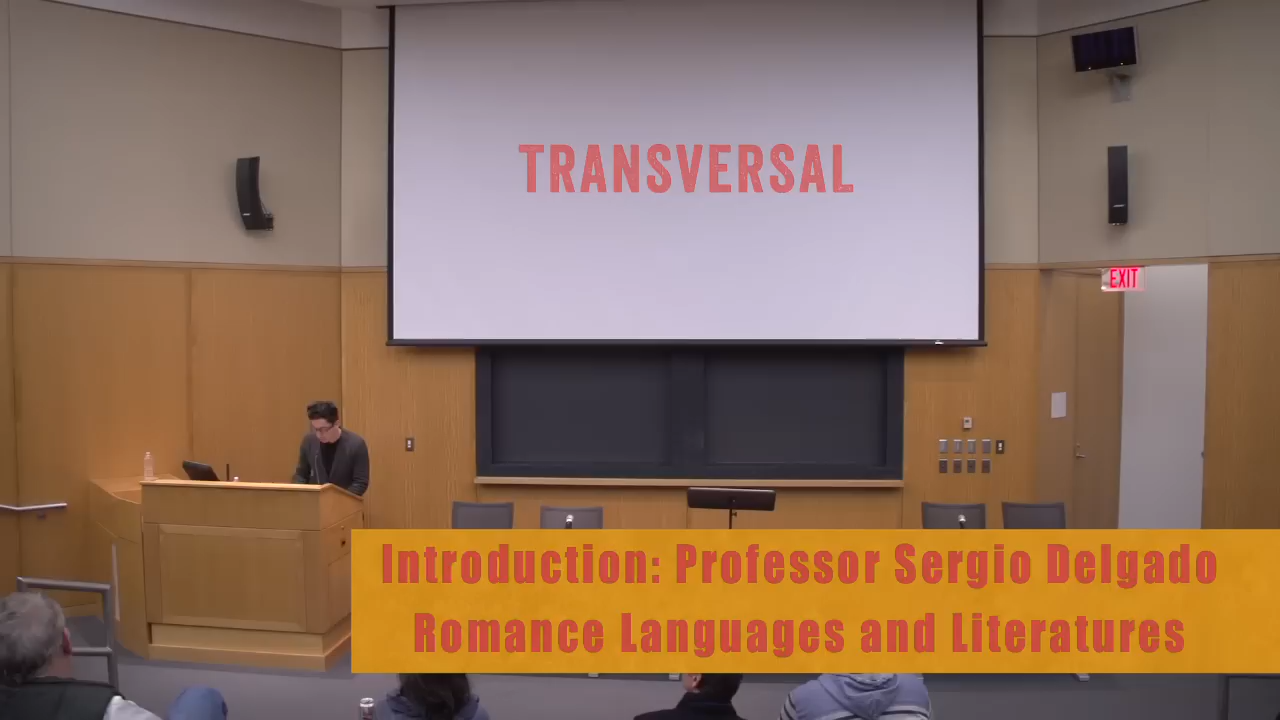 TRANSVERSAL
EXIT
Introduction: Professor Sergio Delgado
Romance Languages and Literatures